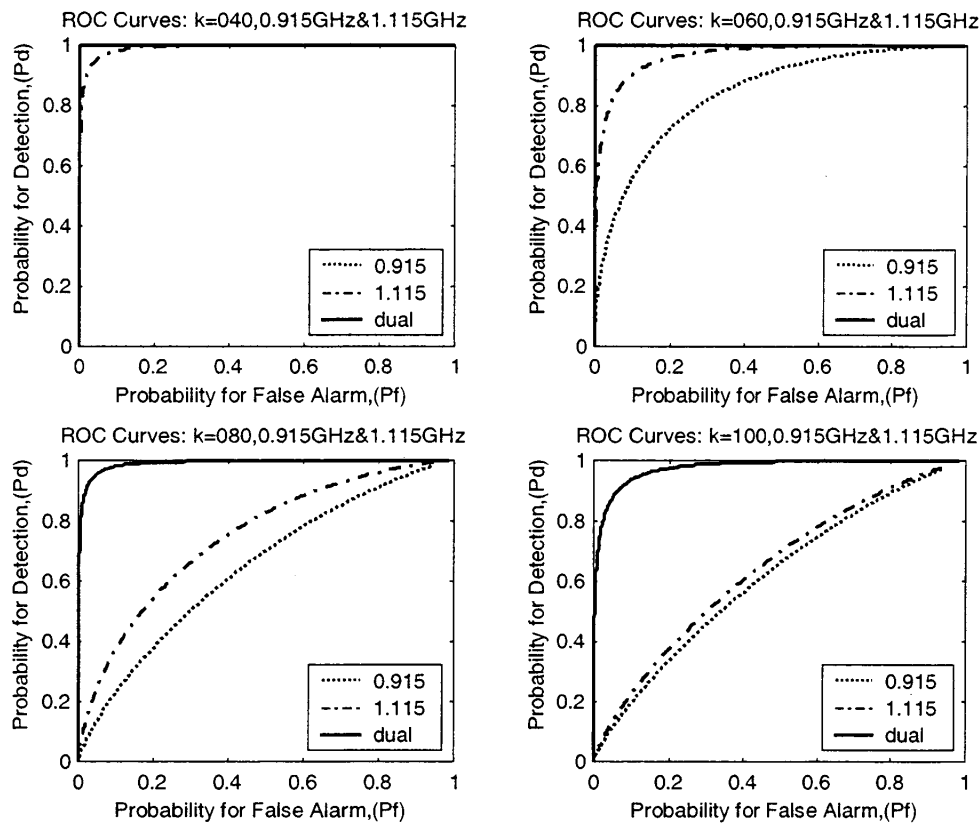 ROC Curves: k=040,0.915GHz&1.115GHz
Probability for Detection,(Pd)
1
0.8
0.6
0.4
0.2
0
0.915
1.115
dual
0 0.2 0.4 0.6 0.8 1
Probability for False Alarm,(Pf)
ROC Curves: k=060,0.915GHz&1.115GHz
Probability for Detection,(Pd)
1
0.8
0.6
0.4
0.2
0
0.915
1.115
dual
0 0.2 0.4 0.6 0.8 1
Probability for False Alarm,(Pf)
ROC Curves: k=080,0.915GHz&1.115GHz
Probability for Detection,(Pd)
1
0.8
0.6
0.4
0.2
0
0.915
1.115
dual
0 0.2 0.4 0.6 0.8 1
Probability for False Alarm,(Pf)
ROC Curves: k=100,0.915GHz&1.115GHz
Probability for Detection,(Pd)
1
0.8
0.6
0.4
0.2
0
0.915
1.115
dual
0 0.2 0.4 0.6 0.8 1
Probability for False Alarm,(Pf)